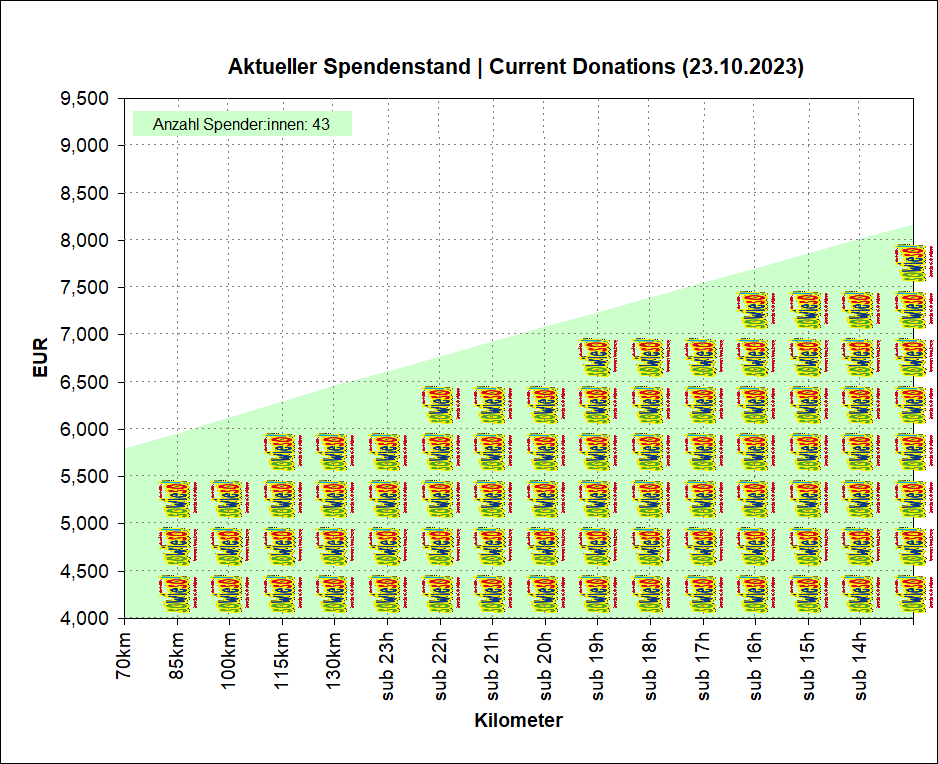 Aktueller Spendenstand | Current Donations (23.10.2023)
9,500
Anzahl Spender:innen: 43
9,000
8,500
8,000
7,500
7,000
6,500
6,000
5,500
5,000
4,500
4,000
EUR
70km
85km
100km
115km
130km
sub 23h
sub 22h
sub 21h
sub 20h
sub 19h
sub 18h
sub 17h
sub 16h
sub 15h
sub 14h
Kilometer